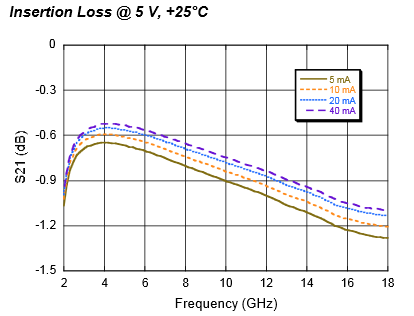 Insertion Loss @ 5 V, +25°C
0
-0.3
-0.6
-0.9
-1.2
-1.5
S21 (dB)
5 mA
10 mA
20 mA
40 mA
2 4 6 8 10 12 14 16 18
Frequency (GHz)